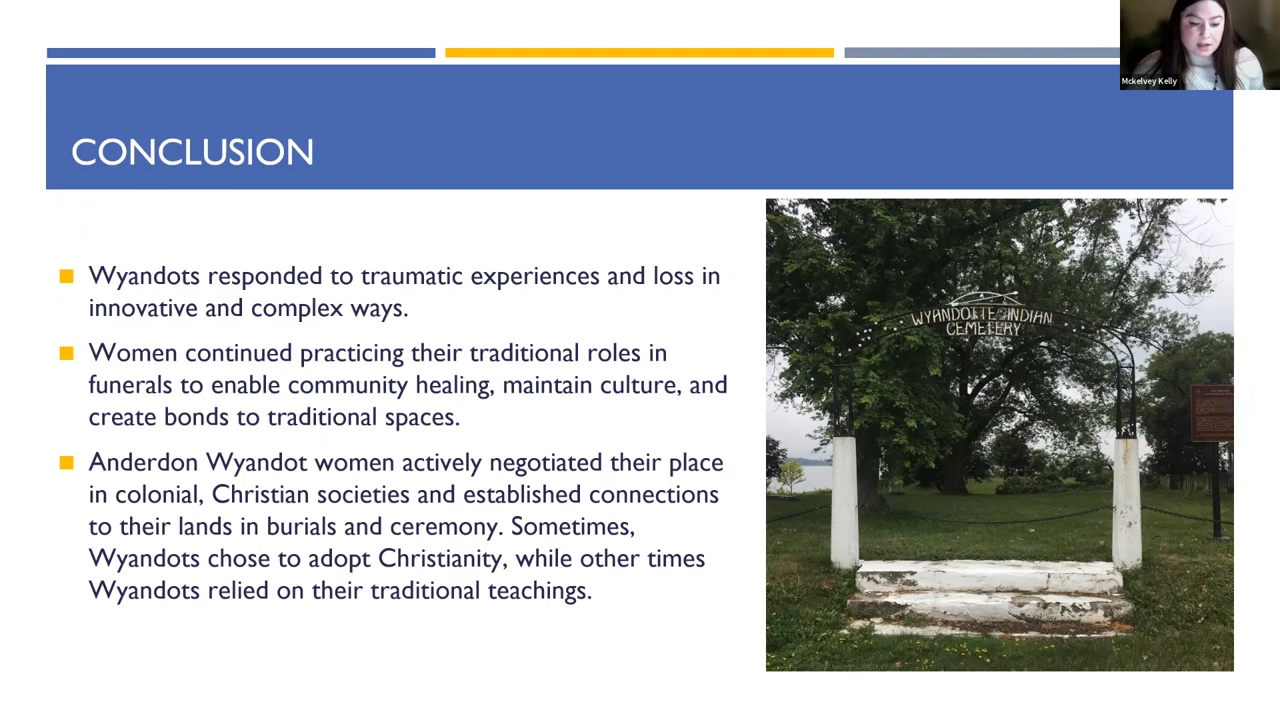 Mckelvey Kelly
CONCLUSION
Wyandots responded to traumatic experiences and loss in
innovative and complex ways.
Women continued practicing their traditional roles in
funerals to enable community healing, maintain culture, and
create bonds to traditional spaces.
Anderdon Wyandot women actively negotiated their place
in colonial, Christian societies and established connections
to their lands in burials and ceremony. Sometimes,
Wyandots chose to adopt Christianity, while other times
Wyandots relied on their traditional teachings.
WYANDOTTE INDIAN
CEMETERY